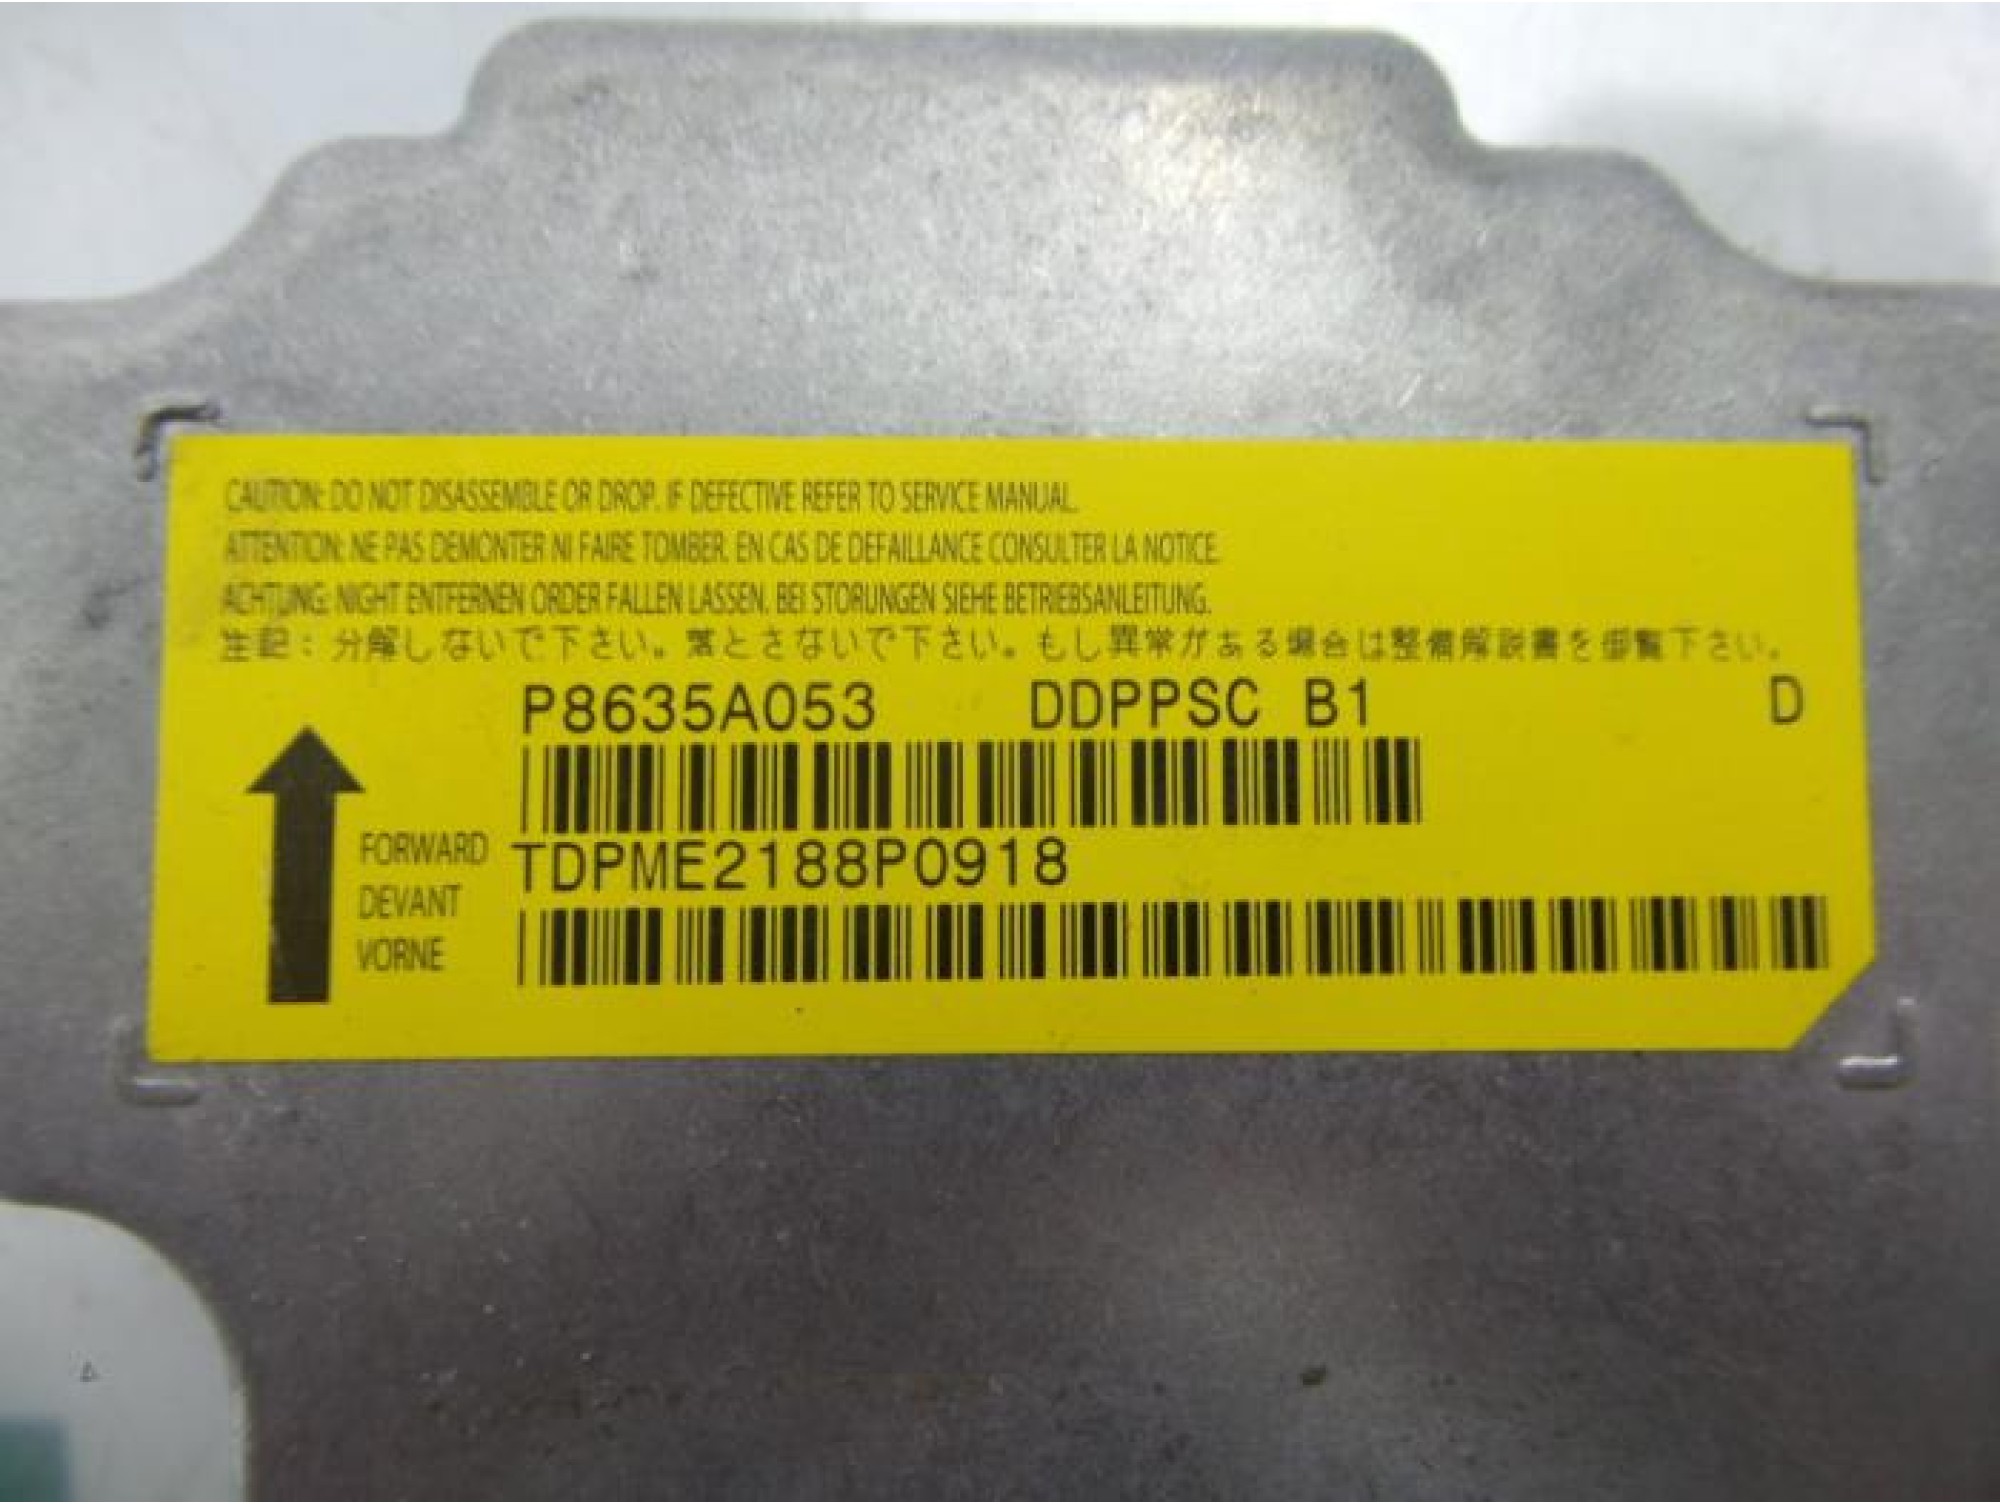 CAUTION: DO NOT DISASSEMBLE OR DROP. IF DEFECTIVE REFER TO SERVICE MANUAL.
ATTENTION: NE PAS DEMONTER NI FAIRE TOMBER. EN CAS DE DEFAILLANCE CONSULTER LA NOTICE.
ACHTUNG: NIGHT ENTFERNEN ORDER FALLEN LASSEN. BEI STORUNGEN SIEHE BETRIEBSANLEITUNG.
注記：分解しないで下さい。落とさないで下さい。もし異常がある場合は整備解説書を御覧下さい。
P8635A053 DDPPSC B1 D
FORWARD TDPME2188P0918
DEVANT
VORNE